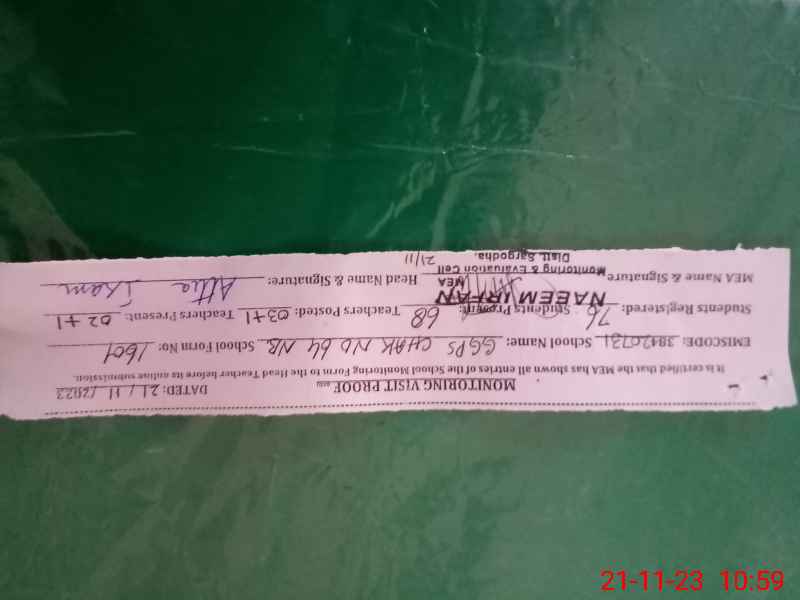 MONITORING VISIT PROOF DATED: 21/11/2023
It is certified that the MEA has shown all entries of the School Monitoring Form to the Head Teacher before its online submission.
EMISCODE: 38420731 School Name: GGPS CHAK NO 64 NB School Form No: 1601
Students Registered: 76 Students Present: 68 Teachers Posted: 03+1 Teachers Present: 02+1
MEA Name & Signature: NAEEM IRFAN Head Name & Signature: Attia Ikam
MEA
Monitoring & Evaluation Cell
Distt. Sargodha.
21/11
21-11-23 10:59